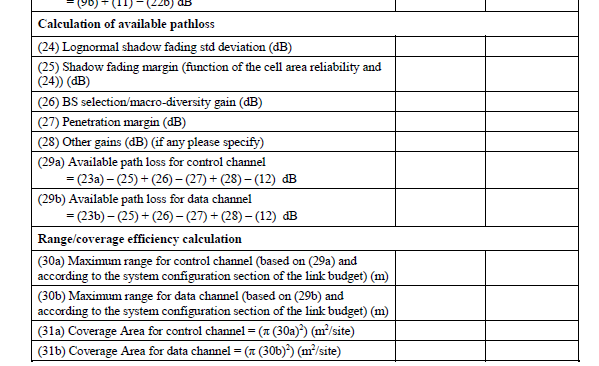 = (9b) + (11) – (22b) dB
Calculation of available pathloss
(24) Lognormal shadow fading std deviation (dB)
(25) Shadow fading margin (function of the cell area reliability and
(24)) (dB)
(26) BS selection/macro-diversity gain (dB)
(27) Penetration margin (dB)
(28) Other gains (dB) (if any please specify)
(29a) Available path loss for control channel
= (23a) – (25) + (26) – (27) + (28) – (12) dB
(29b) Available path loss for data channel
= (23b) – (25) + (26) – (27) + (28) – (12) dB
Range/coverage efficiency calculation
(30a) Maximum range for control channel (based on (29a) and
according to the system configuration section of the link budget) (m)
(30b) Maximum range for data channel (based on (29b) and
according to the system configuration section of the link budget) (m)
(31a) Coverage Area for control channel = (π (30a)²) (m²/site)
(31b) Coverage Area for data channel = (π (30b)²) (m²/site)